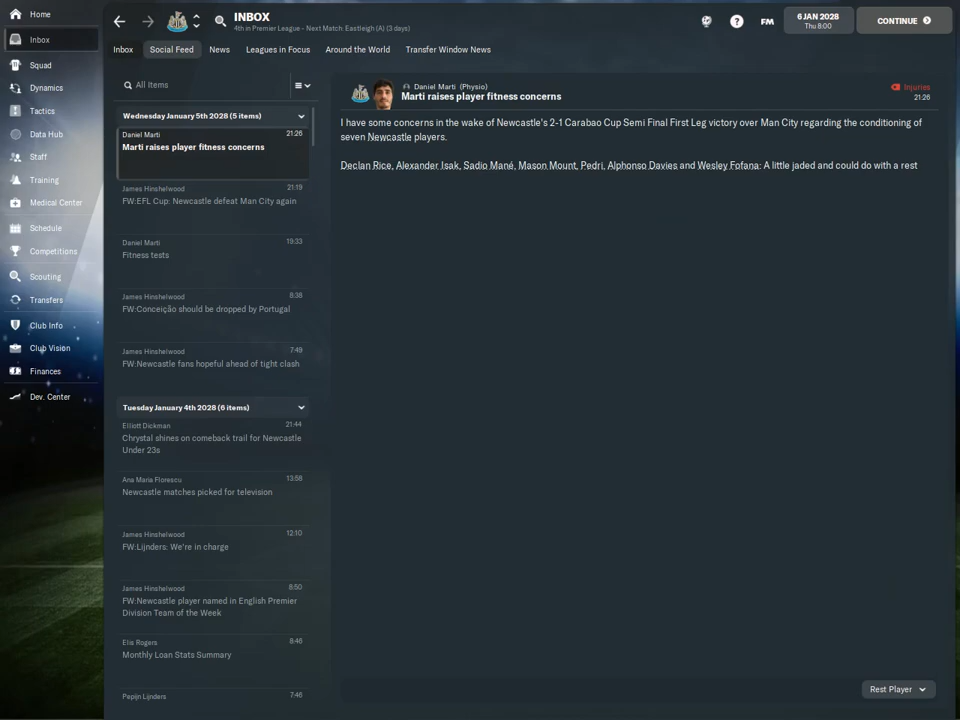 Home
Inbox
Squad
Dynamics
Tactics
Data Hub
Staff
Training
Medical Center
Schedule
Competitions
Scouting
Transfers
Club Info
Club Vision
Finances
Dev. Center
INBOX
4th in Premier League - Next Match: Eastleigh (A) (3 days)
? FM
6 JAN 2028
Thu 8:00
CONTINUE
Inbox Social Feed News Leagues in Focus Around the World Transfer Window News
All Items
Wednesday January 5th 2028 (5 items)
Daniel Marti 21:26
Marti raises player fitness concerns
James Hinshelwood 21:19
FW:EFL Cup: Newcastle defeat Man City again
Daniel Marti 19:33
Fitness tests
James Hinshelwood 8:38
FW:Conceição should be dropped by Portugal
James Hinshelwood 7:49
FW:Newcastle fans hopeful ahead of tight clash
Tuesday January 4th 2028 (6 items)
Elliott Dickman 21:44
Chrystal shines on comeback trail for Newcastle
Under 23s
Ana Maria Florescu 13:58
Newcastle matches picked for television
James Hinshelwood 12:10
FW:Lijnders: We're in charge
James Hinshelwood 8:50
FW:Newcastle player named in English Premier
Division Team of the Week
Elis Rogers 8:46
Monthly Loan Stats Summary
Pepijn Lijnders 7:46
Daniel Marti (Physio)
Marti raises player fitness concerns
Injuries
21:26
I have some concerns in the wake of Newcastle's 2-1 Carabao Cup Semi Final First Leg victory over Man City regarding the conditioning of
seven Newcastle players.
Declan Rice, Alexander Isak, Sadio Mané, Mason Mount, Pedri, Alphonso Davies and Wesley Fofana: A little jaded and could do with a rest
Rest Player